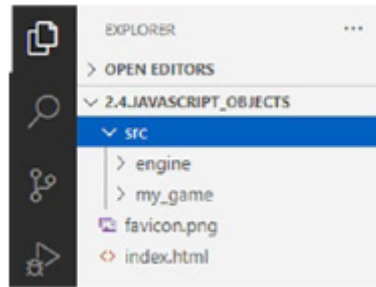 EXPLORER
OPEN EDITORS
2.4.JAVASCRIPT_OBJECTS
src
engine
my_game
favicon.png
index.html